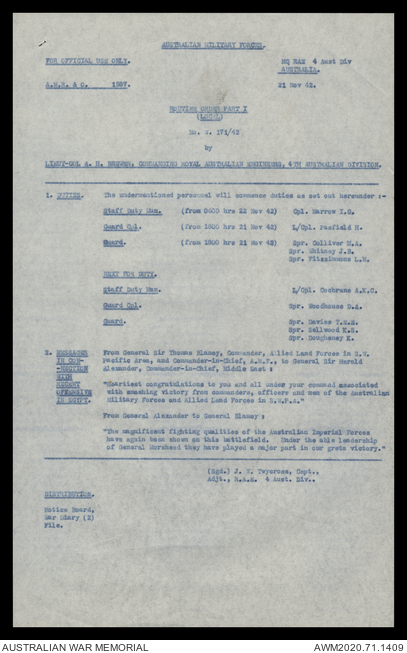 AUSTRALIAN MILITARY FORCES.
FOR OFFICIAL USE ONLY.
HQ RAE 4 Aust Div
AUSTRALIA.
A.M.R. & O. 1527.
21 Nov 42.
ROUTINE ORDER PART I
(LOCAL)
No. W. 171/42
by
LIEUT-COL A. H. COMMANDING ROYAL AUSTRALIAN ENGINEERS, 4TH AUSTRALIAN DIVISION.
1. DUTIES. The undermentioned personnel will commence duties as set out hereunder :-
Staff Duty Man. (from 0600 hrs 22 Nov 42) Cpl. Barrow I.G.
Guard Cpl. (from 1800 hrs 21 Nov 42) L/Cpl. H.
Guard. (from 1800 hrs 21 Nov 42) Spr. Colliver M.A.
Spr. Whitney J.S.
Spr. Fitzsimmons L.H.
NEXT FOR DUTY.
Staff Duty Man. L/Cpl. Cochrane A.K.C.
Guard Cpl. Spr. Woodhouse D.A.
Guard. Spr. Davies T.E.H.
Spr. Hellwood K.S.
Spr. Dougheney K.
2. MESSAGES From General Sir Thomas Blamey, Commander, Allied Land Forces in S.W.
IN CON- Pacific Area, and Commander-in-Chief, A.M.F., to General Sir Harold
-NECTION Alexander, Commander-in-Chief, Middle East :
WITH
RECENT "Heartiest congratulations to you and all under your command associated
OFFENSIVE with smashing victory from commanders, officers and men of the Australian
IN EGYPT. Military Forces and Allied Land Forces in S.W.P.A."
From General Alexander to General Blamey :
"The magnificent fighting qualities of the Australian Imperial Forces
have again been shown on this battlefield. Under the able leadership
of General Morshead they have played a major part in our great victory."
(Sgd.) J. W. Twycross, Capt.,
Adjt., R.A.E. 4 Aust. Div..
DISTRIBUTION.
Notice Board,
War Diary (2)
File.
AUSTRALIAN WAR MEMORIAL
AWM2020.71.1409